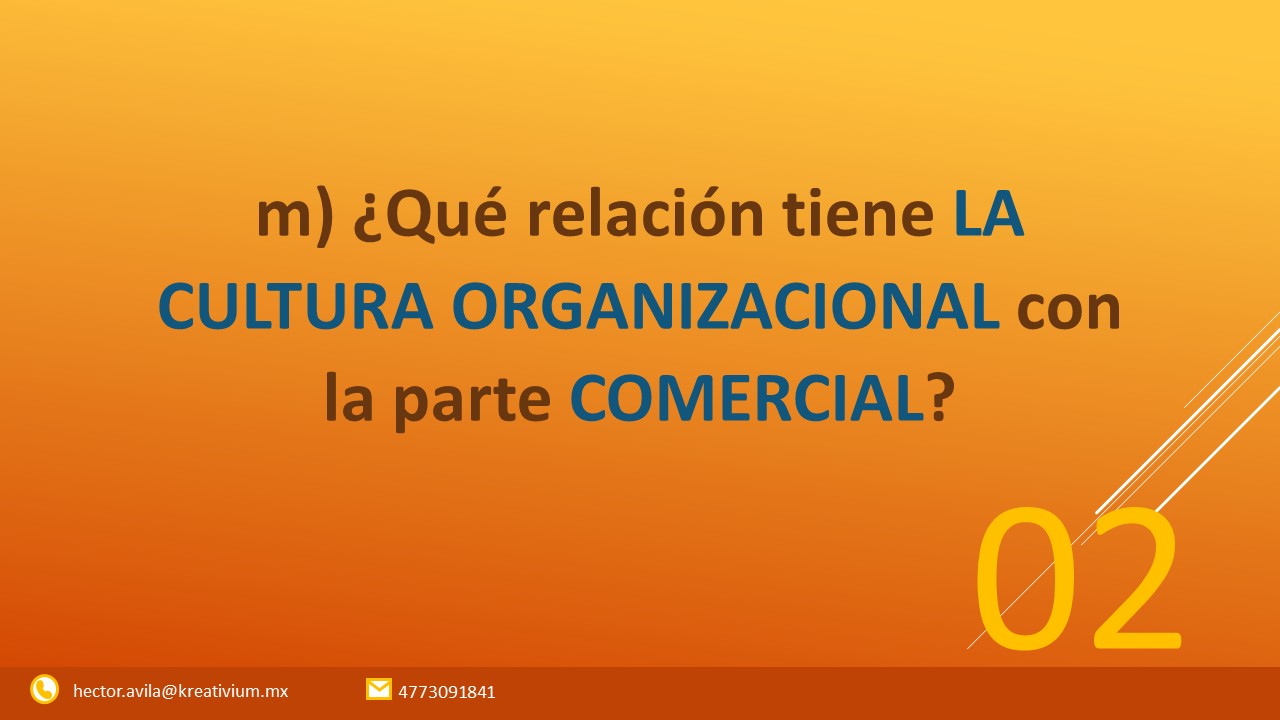 m) ¿Qué relación tiene LA
CULTURA ORGANIZACIONAL con
la parte COMERCIAL?
02
hector.avila@kreativium.mx 4773091841